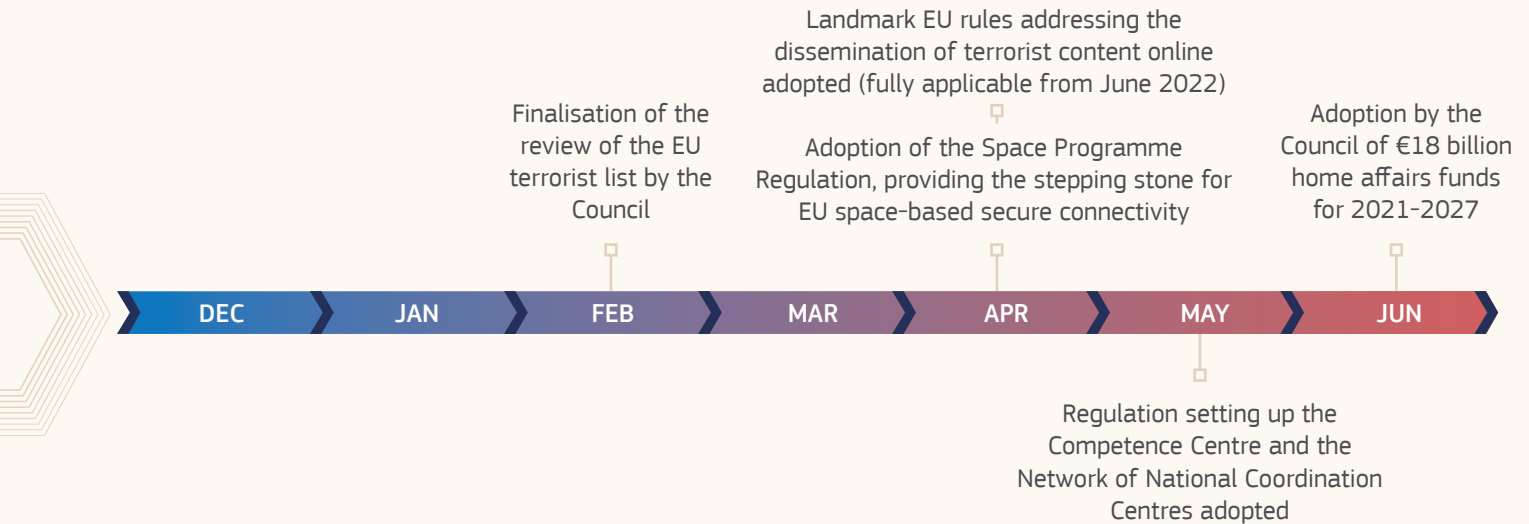 Landmark EU rules addressing the
dissemination of terrorist content online
adopted (fully applicable from June 2022)
Finalisation of the
review of the EU
terrorist list by the
Council
Adoption of the Space Programme
Regulation, providing the stepping stone for
EU space-based secure connectivity
Adoption by the
Council of €18 billion
home affairs funds
for 2021-2027
DEC JAN FEB MAR APR MAY JUN
Regulation setting up the
Competence Centre and the
Network of National Coordination
Centres adopted